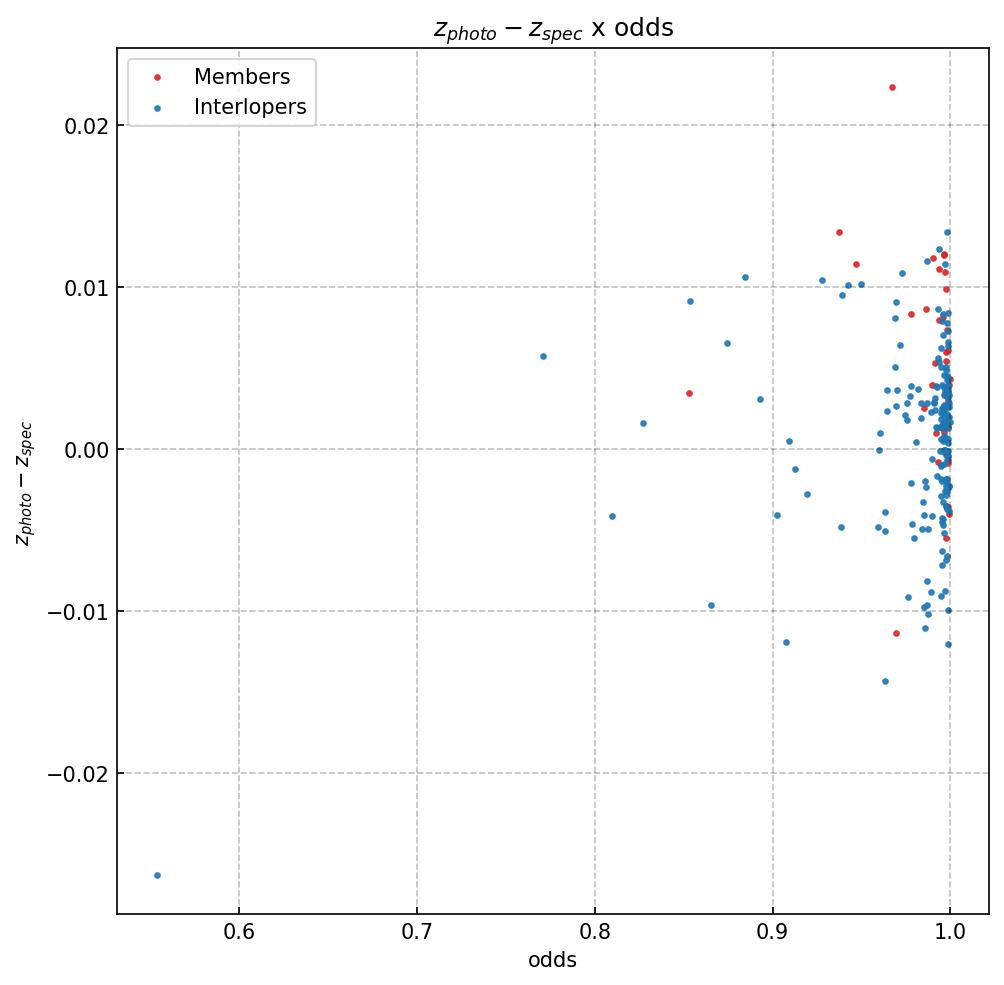 z_photo − z_spec x odds
Members
Interlopers
0.02
0.01
0.00
−0.01
−0.02
z_photo − z_spec
0.6 0.7 0.8 0.9 1.0
odds